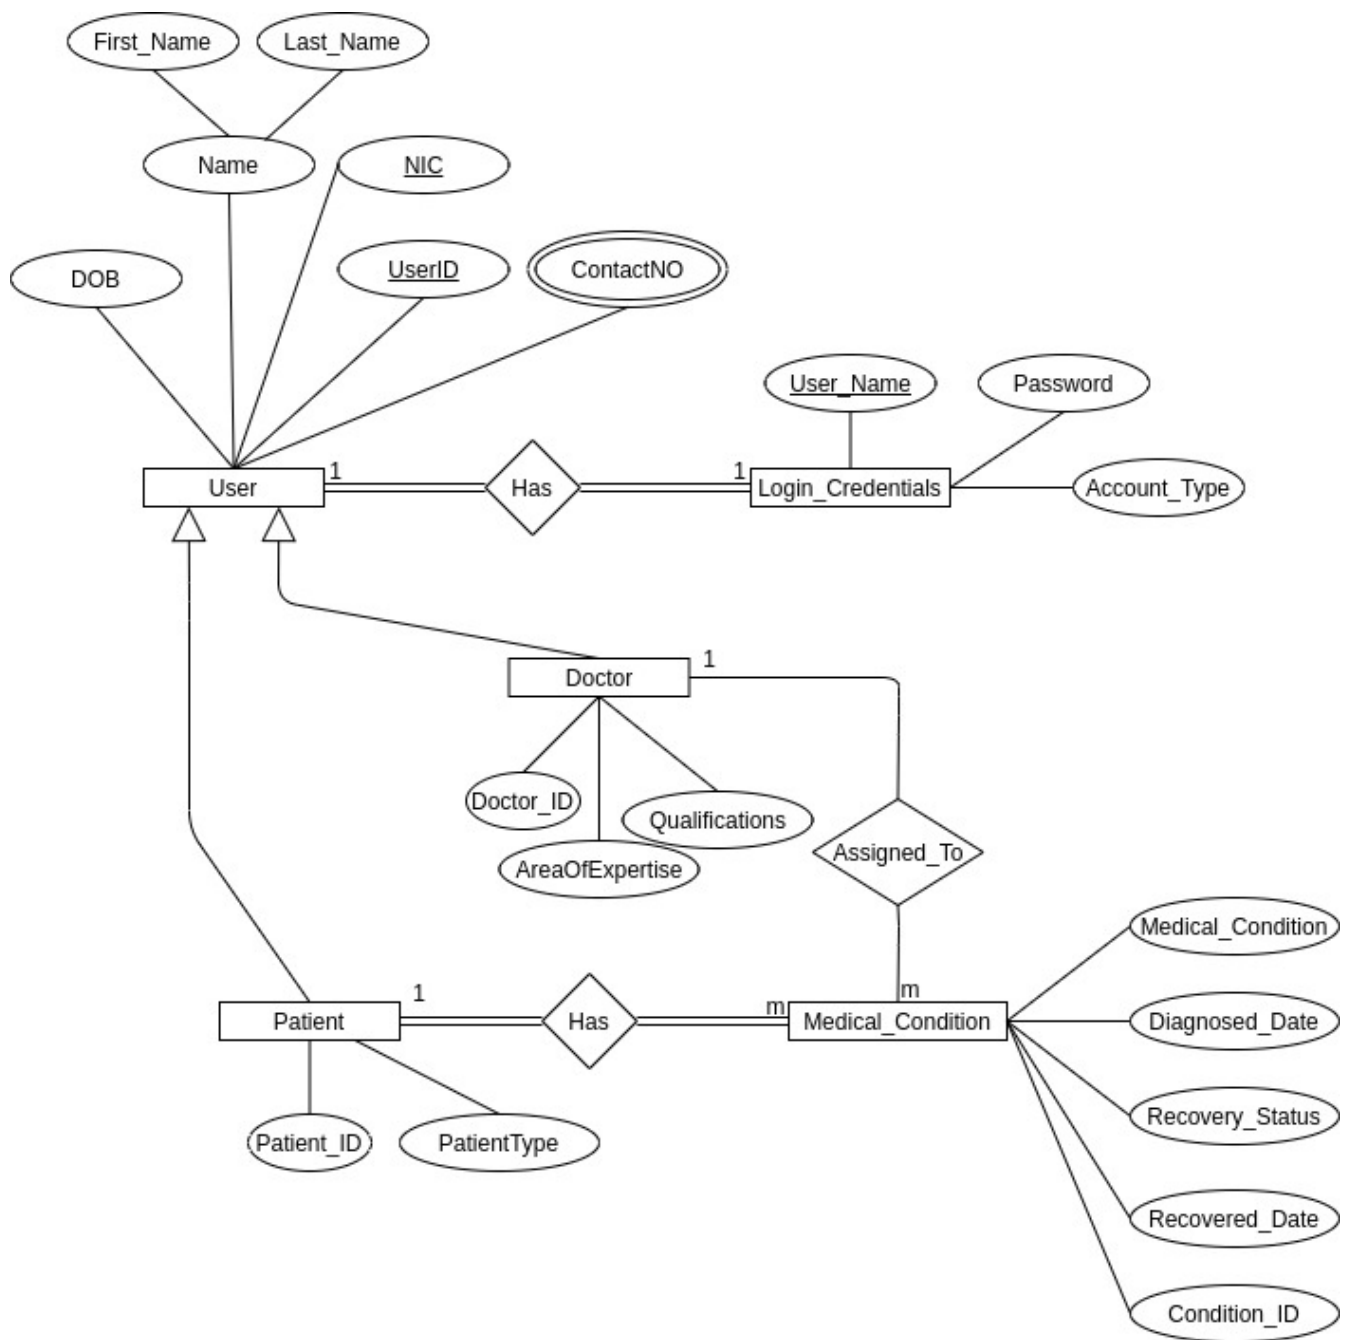 First_Name
Last_Name
Name
NIC
DOB
UserID
ContactNO
User_Name
Password
User
1
Has
1
Login_Credentials
Account_Type
Doctor
1
Doctor_ID
Qualifications
AreaOfExpertise
Assigned_To
Medical_Condition
Patient
1
Has
m
m
Medical_Condition
Diagnosed_Date
Patient_ID
PatientType
Recovery_Status
Recovered_Date
Condition_ID